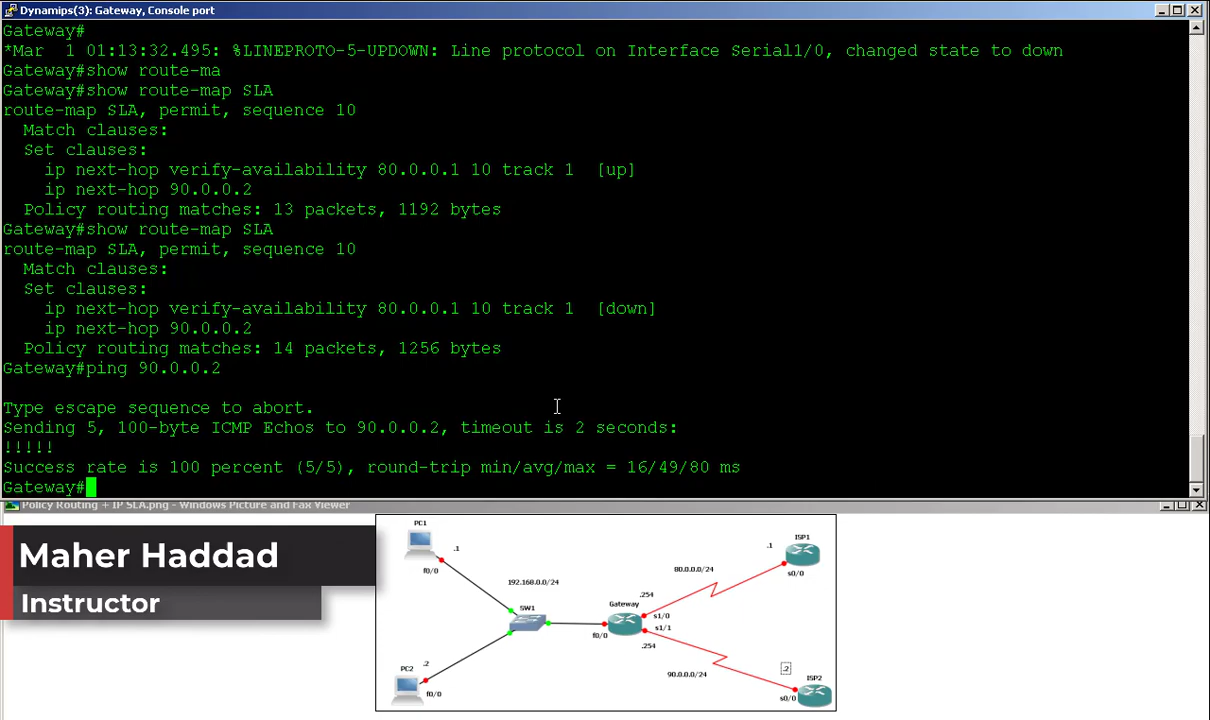 Dynamips(3): Gateway, Console port
Gateway#
*Mar  1 01:13:32.495: %LINEPROTO-5-UPDOWN: Line protocol on Interface Serial1/0, changed state to down
Gateway#show route-ma
Gateway#show route-map SLA
route-map SLA, permit, sequence 10
  Match clauses:
  Set clauses:
    ip next-hop verify-availability 80.0.0.1 10 track 1  [up]
    ip next-hop 90.0.0.2
  Policy routing matches: 13 packets, 1192 bytes
Gateway#show route-map SLA
route-map SLA, permit, sequence 10
  Match clauses:
  Set clauses:
    ip next-hop verify-availability 80.0.0.1 10 track 1  [down]
    ip next-hop 90.0.0.2
  Policy routing matches: 14 packets, 1256 bytes
Gateway#ping 90.0.0.2
Type escape sequence to abort.
Sending 5, 100-byte ICMP Echos to 90.0.0.2, timeout is 2 seconds:
!!!!!
Success rate is 100 percent (5/5), round-trip min/avg/max = 16/49/80 ms
Gateway#
Policy Routing + IP SLA.png - Windows Picture and Fax Viewer
Maher Haddad
Instructor
PC1
.1
f0/0
192.168.0.0/24
SW1
PC2
.2
f0/0
Gateway
f0/0
.254
s1/0
s1/1
.254
80.0.0.0/24
.1
ISP1
s0/0
90.0.0.0/24
.2
ISP2
s0/0